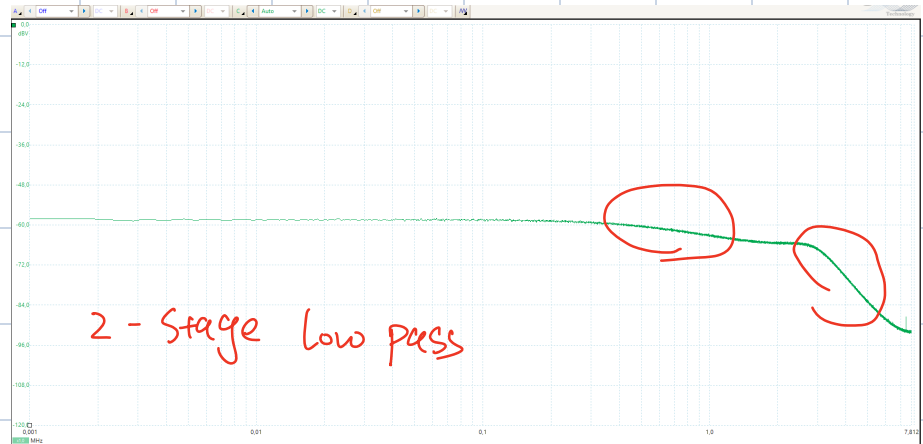 A Off DC B Off DC C Auto DC D Off DC
0,0
dBV
-12,0
-24,0
-36,0
-48,0
-60,0
-72,0
-84,0
-96,0
-108,0
-120,0
2 - Stage Low Pass
0,001 0,01 0,1 1,0 7,812
MHz